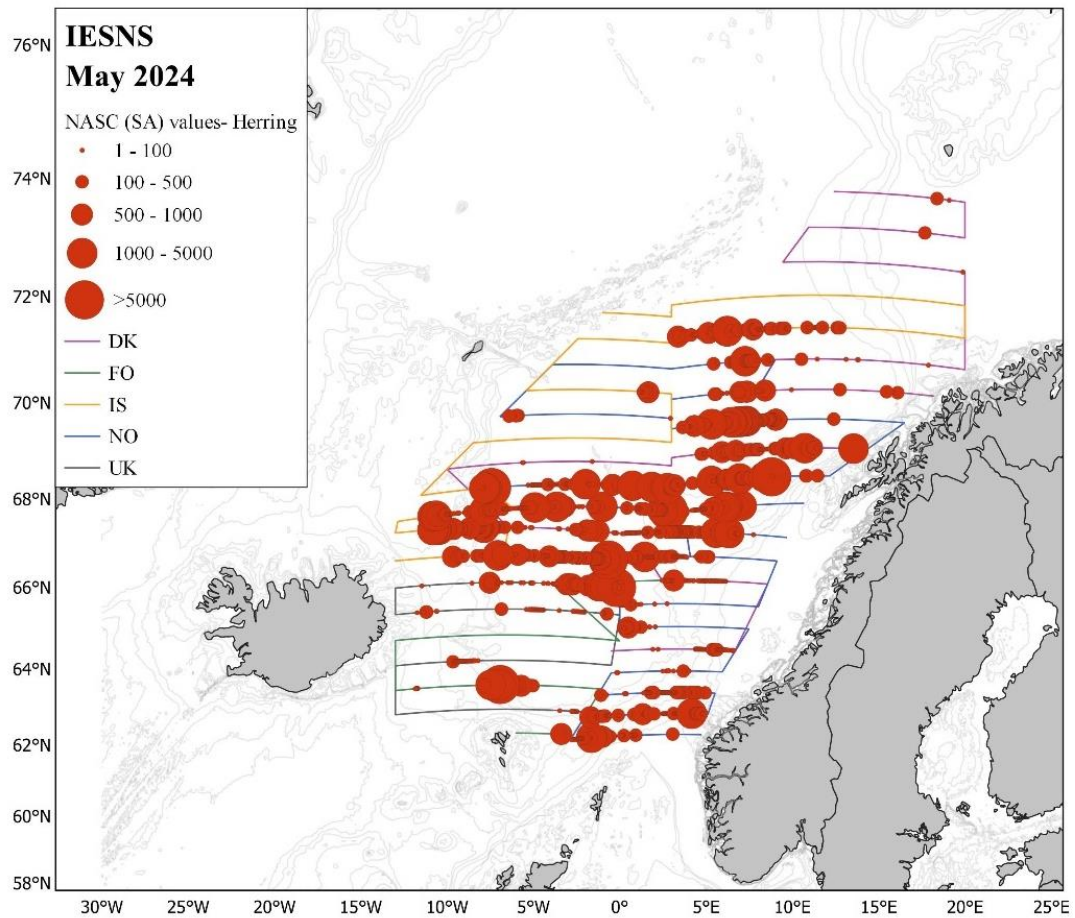 IESNS
May 2024
NASC (SA) values- Herring
1 - 100
100 - 500
500 - 1000
1000 - 5000
>5000
DK
FO
IS
NO
UK
76°N
74°N
72°N
70°N
68°N
66°N
64°N
62°N
60°N
58°N
30°W 25°W 20°W 15°W 10°W 5°W 0° 5°E 10°E 15°E 20°E 25°E